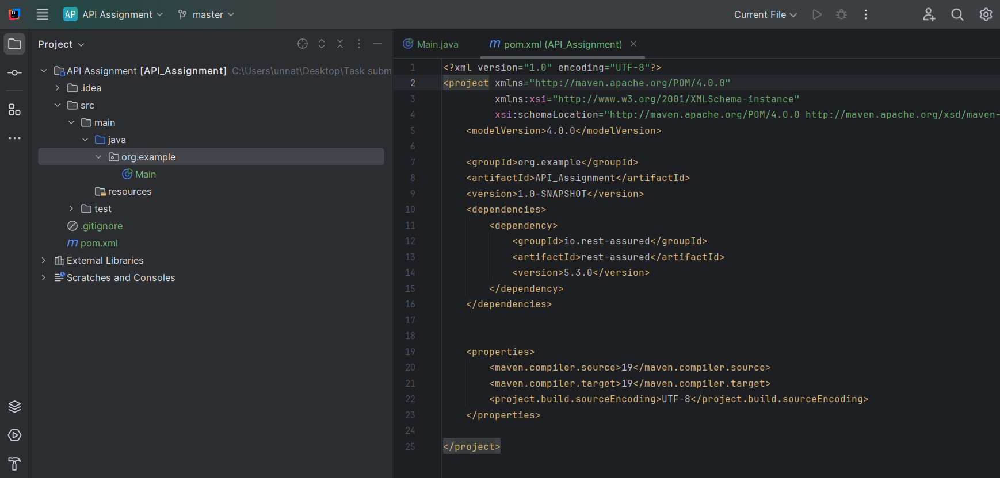 AP API Assignment master Current File
Project
API Assignment [API_Assignment] C:\Users\unnat\Desktop\Task subm
.idea
src
main
java
org.example
Main
resources
test
.gitignore
m pom.xml
External Libraries
Scratches and Consoles
Main.java m pom.xml (API_Assignment)
1 <?xml version="1.0" encoding="UTF-8"?>
2 <project xmlns="http://maven.apache.org/POM/4.0.0"
3 xmlns:xsi="http://www.w3.org/2001/XMLSchema-instance"
4 xsi:schemaLocation="http://maven.apache.org/POM/4.0.0 http://maven.apache.org/xsd/maven-
5 <modelVersion>4.0.0</modelVersion>
6
7 <groupId>org.example</groupId>
8 <artifactId>API_Assignment</artifactId>
9 <version>1.0-SNAPSHOT</version>
10 <dependencies>
11 <dependency>
12 <groupId>io.rest-assured</groupId>
13 <artifactId>rest-assured</artifactId>
14 <version>5.3.0</version>
15 </dependency>
16 </dependencies>
17
18
19 <properties>
20 <maven.compiler.source>19</maven.compiler.source>
21 <maven.compiler.target>19</maven.compiler.target>
22 <project.build.sourceEncoding>UTF-8</project.build.sourceEncoding>
23 </properties>
24
25 </project>